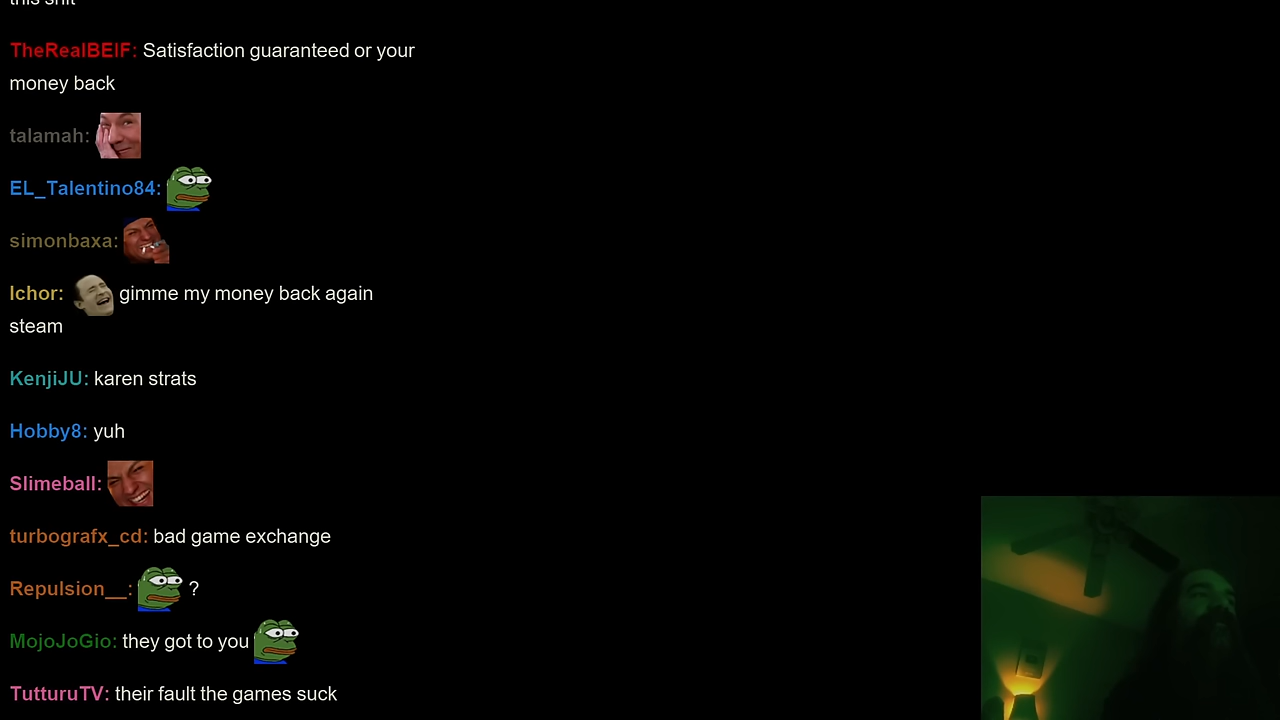 this shit
TheRealBEIF: Satisfaction guaranteed or your
money back
talamah:
EL_Talentino84:
simonbaxa:
Ichor: gimme my money back again
steam
KenjiJU: karen strats
Hobby8: yuh
Slimeball:
turbografx_cd: bad game exchange
Repulsion__: ?
MojoJoGio: they got to you
TutturuTV: their fault the games suck